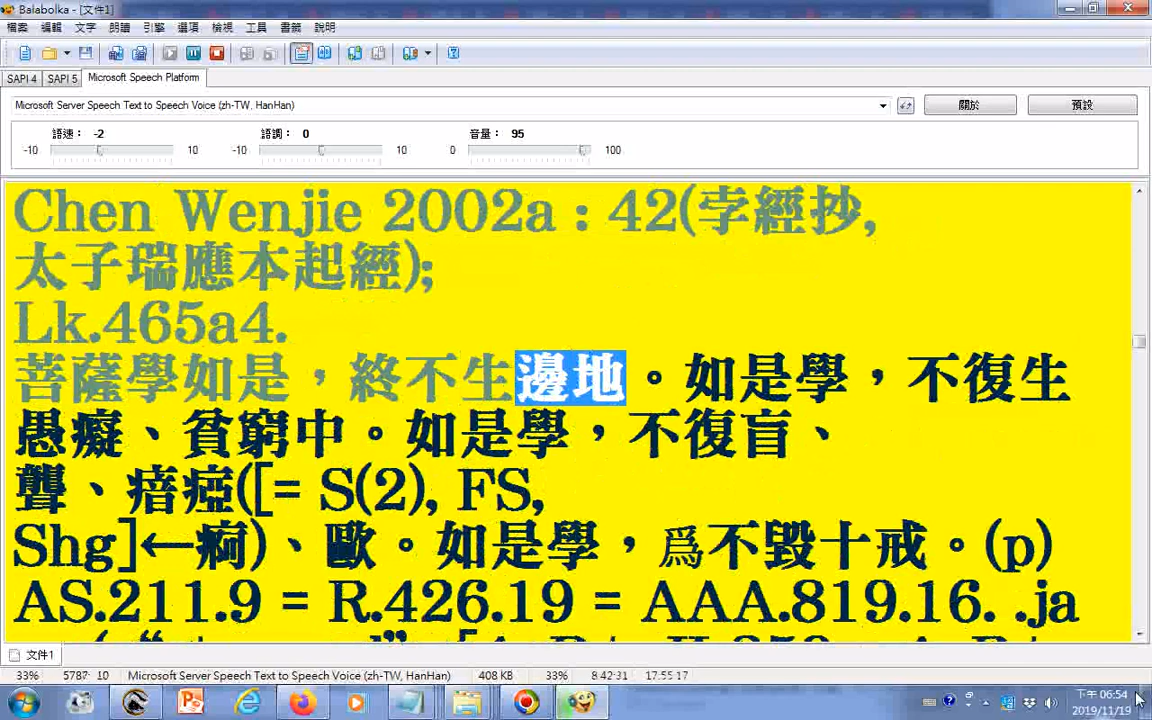 Balabolka - [文件1]
檔案 編輯 文字 朗讀 引擎 選項 檢視 工具 書籤 說明
SAPI 4 SAPI 5 Microsoft Speech Platform
Microsoft Server Speech Text to Speech Voice (zh-TW, HanHan) 關於 預設
語速： -2 語調： 0 音量： 95
-10 10 -10 10 0 100
Chen Wenjie 2002a : 42(孛經抄,
太子瑞應本起經);
Lk.465a4.
菩薩學如是，終不生邊地。如是學，不復生
愚癡、貧窮中。如是學，不復盲、
聾、瘖瘂([= S(2), FS,
Shg]←痾)、歐。如是學，爲不毀十戒。(p)
AS.211.9 = R.426.19 = AAA.819.16. .ja
文件1
33% 5787: 10 Microsoft Server Speech Text to Speech Voice (zh-TW, HanHan) 408 KB 33% 8:42:31 17:55:17
下午 06:54
2019/11/19